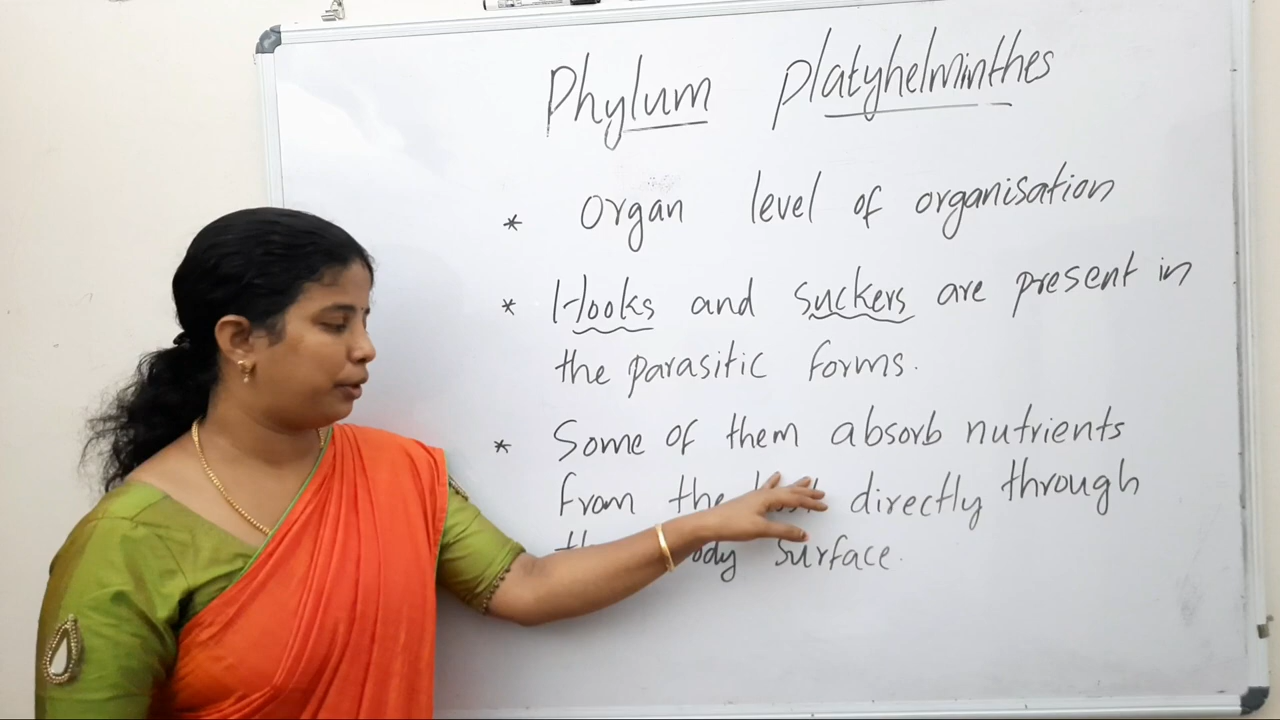 Phylum Platyhelminthes
* Organ level of organisation
* Hooks and suckers are present in
the parasitic forms.
* Some of them absorb nutrients
from the directly through
surface.